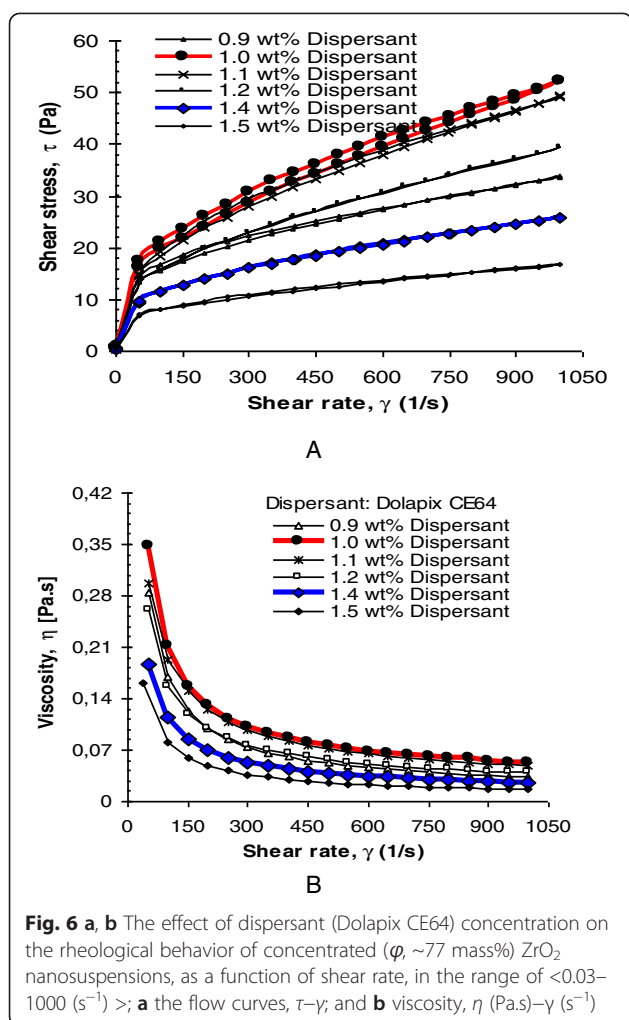 0.9 wt% Dispersant
1.0 wt% Dispersant
1.1 wt% Dispersant
1.2 wt% Dispersant
1.4 wt% Dispersant
1.5 wt% Dispersant
60
50
40
30
20
10
0
Shear stress, τ (Pa)
0 150 300 450 600 750 900 1050
Shear rate, γ (1/s)
A
0,42
0,35
0,28
0,21
0,14
0,07
0
Viscosity, η [Pa.s]
Dispersant: Dolapix CE64
0.9 wt% Dispersant
1.0 wt% Dispersant
1.1 wt% Dispersant
1.2 wt% Dispersant
1.4 wt% Dispersant
1.5 wt% Dispersant
0 150 300 450 600 750 900 1050
Shear rate, γ (1/s)
B
Fig. 6 a, b The effect of dispersant (Dolapix CE64) concentration on
the rheological behavior of concentrated (φ, ~77 mass%) ZrO₂
nanosuspensions, as a function of shear rate, in the range of <0.03–
1000 (s⁻¹) >; a the flow curves, τ–γ; and b viscosity, η (Pa.s)–γ (s⁻¹)